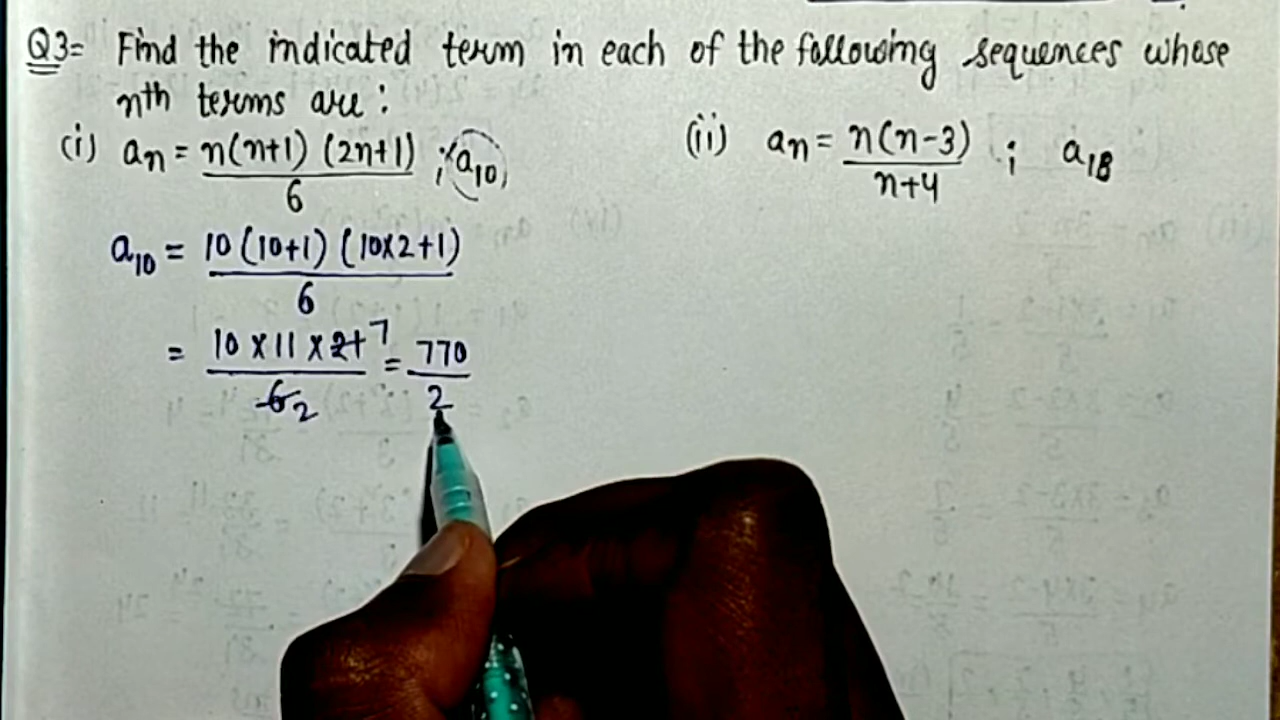 Q3= Find the indicated term in each of the following sequences whose
nth terms are:
(i) an = n(n+1) (2n+1) / 6 ; a10
(ii) an = n(n-3) / n+4 ; a18
a10 = 10(10+1) (10×2+1) / 6
= 10 × 11 × 21 7 / 6 2 = 770 / 2